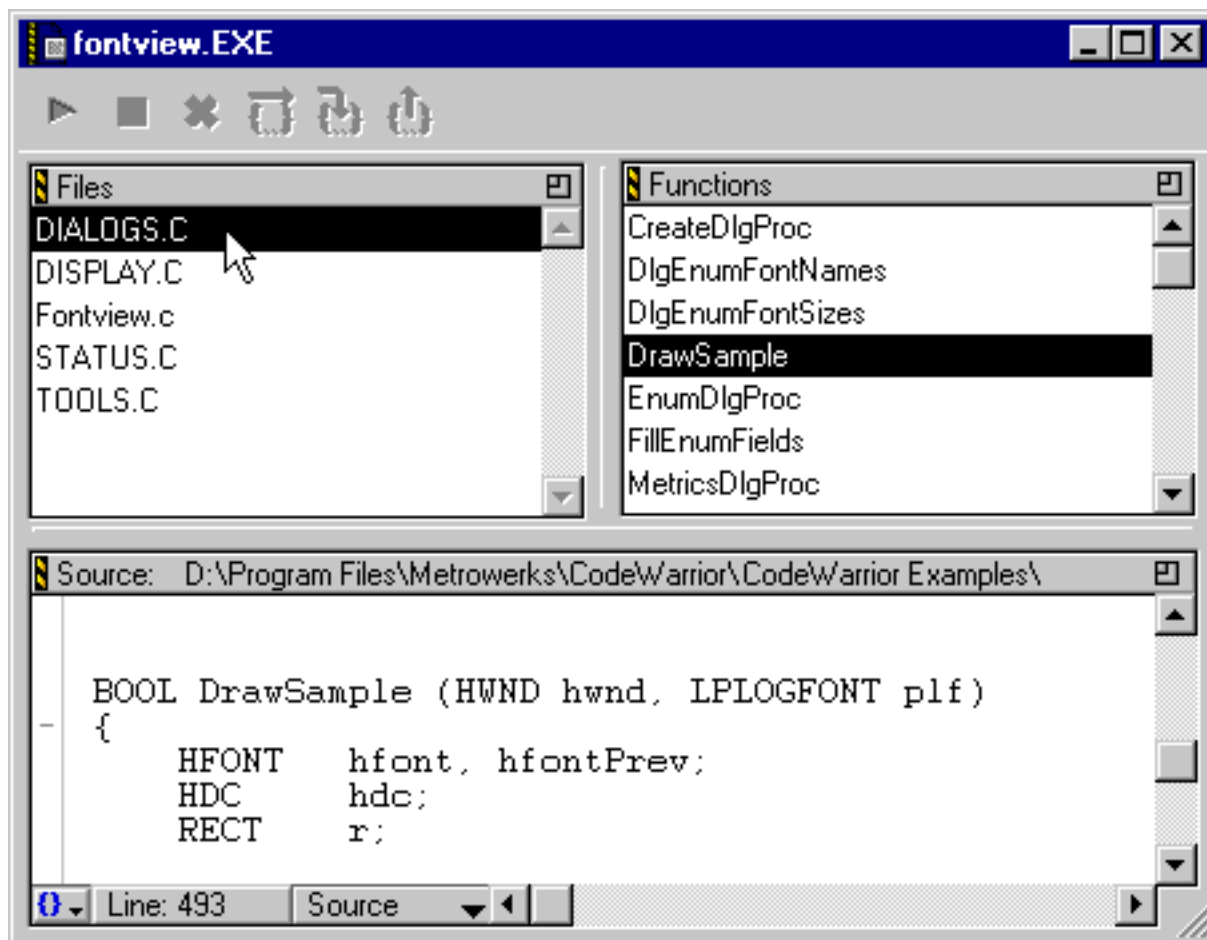 fontview.EXE
Files
DIALOGS.C
DISPLAY.C
Fontview.c
STATUS.C
TOOLS.C
Functions
CreateDlgProc
DlgEnumFontNames
DlgEnumFontSizes
DrawSample
EnumDlgProc
FillEnumFields
MetricsDlgProc
Source: D:\Program Files\Metrowerks\CodeWarrior\CodeWarrior Examples\
BOOL DrawSample (HWND hwnd, LPLOGFONT plf)
{
HFONT hfont, hfontPrev;
HDC hdc;
RECT r;
{} Line: 493 Source